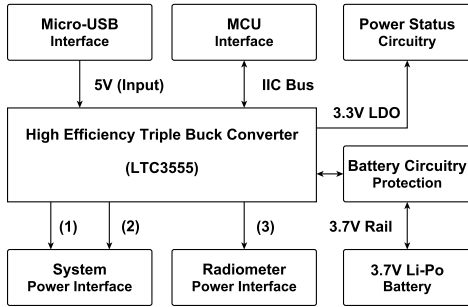 Micro-USB
Interface
MCU
Interface
Power Status
Circuitry
5V (Input)
IIC Bus
3.3V LDO
High Efficiency Triple Buck Converter
(LTC3555)
Battery Circuitry
Protection
(1)
(2)
(3)
3.7V Rail
System
Power Interface
Radiometer
Power Interface
3.7V Li-Po
Battery